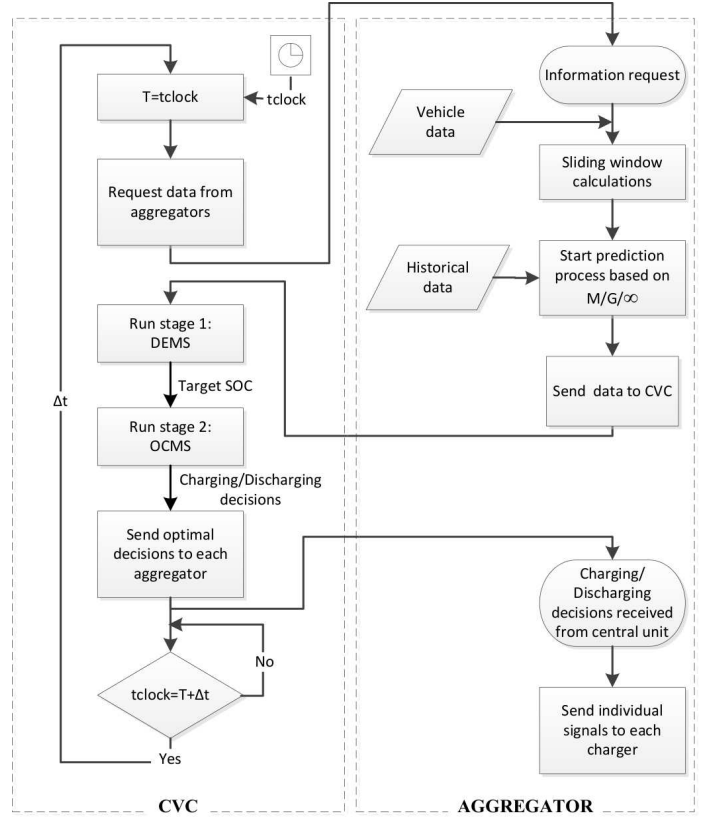 T=tclock
tclock
Request data from
aggregators
Run stage 1:
DEMS
Target SOC
Run stage 2:
OCMS
Charging/Discharging
decisions
Send optimal
decisions to each
aggregator
No
tclock=T+Δt
Yes
Δt
CVC
Information request
Vehicle
data
Sliding window
calculations
Historical
data
Start prediction
process based on
M/G/∞
Send data to CVC
Charging/
Discharging
decisions received
from central unit
Send individual
signals to each
charger
AGGREGATOR